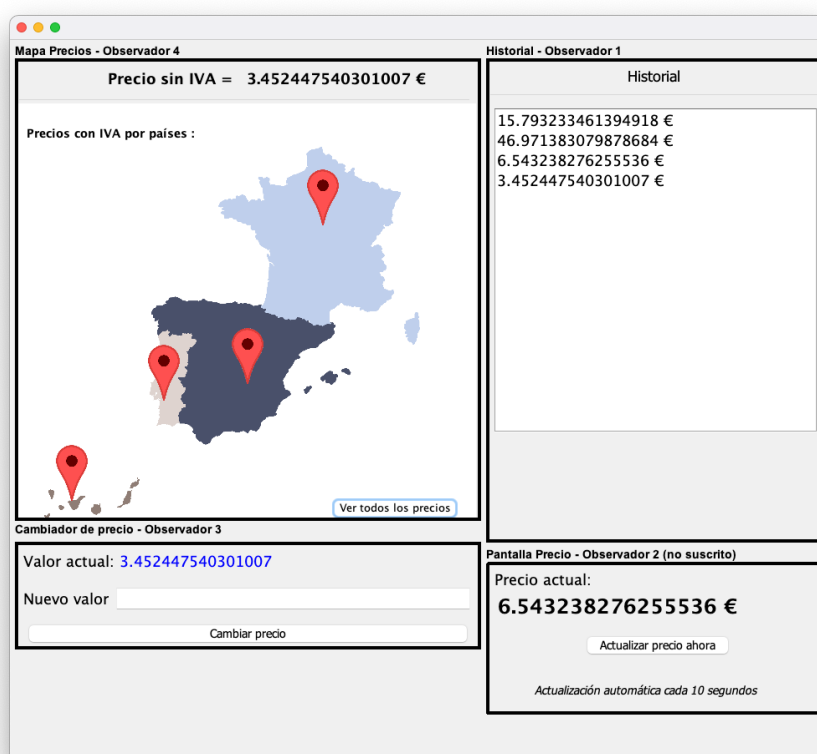 Mapa Precios - Observador 4
Precio sin IVA = 3.452447540301007 €
Precios con IVA por países :
Ver todos los precios
Cambiador de precio - Observador 3
Valor actual: 3.452447540301007
Nuevo valor
Cambiar precio
Historial - Observador 1
Historial
15.793233461394918 €
46.971383079878684 €
6.543238276255536 €
3.452447540301007 €
Pantalla Precio - Observador 2 (no suscrito)
Precio actual:
6.543238276255536 €
Actualizar precio ahora
Actualización automática cada 10 segundos